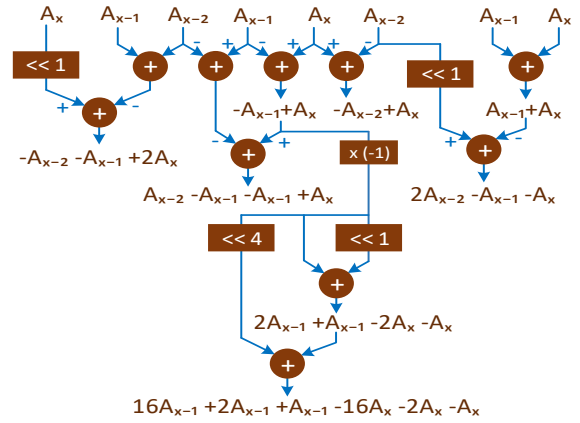 Aₓ Aₓ₋₁ Aₓ₋₂ Aₓ₋₁ Aₓ Aₓ₋₂ Aₓ₋₁ Aₓ
- + - + -
<< 1 + + + + << 1 +
+ - + -Aₓ₋₁+Aₓ -Aₓ₋₂+Aₓ Aₓ₋₁+Aₓ
-Aₓ₋₂ -Aₓ₋₁ +2Aₓ - + + + + -
x (-1)
Aₓ₋₂ -Aₓ₋₁ -Aₓ₋₁ +Aₓ 2Aₓ₋₂ -Aₓ₋₁ -Aₓ
<< 4 << 1
+
2Aₓ₋₁ +Aₓ₋₁ -2Aₓ -Aₓ
+
16Aₓ₋₁ +2Aₓ₋₁ +Aₓ₋₁ -16Aₓ -2Aₓ -Aₓ